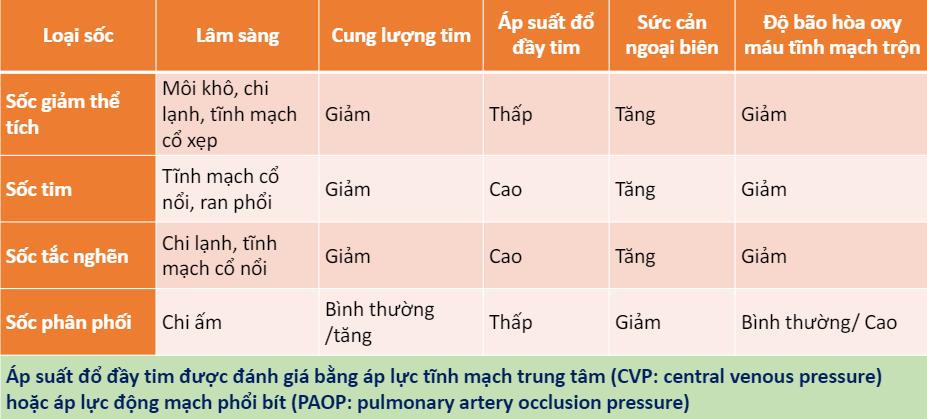 Loại sốc
Lâm sàng
Cung lượng tim
Áp suất đổ
đầy tim
Sức cản
ngoại biên
Độ bão hòa oxy
máu tĩnh mạch trộn
Sốc giảm thể
tích
Môi khô, chi
lạnh, tĩnh mạch
cổ xẹp
Giảm
Thấp
Tăng
Giảm
Sốc tim
Tĩnh mạch cổ
nổi, ran phổi
Giảm
Cao
Tăng
Giảm
Sốc tắc nghẽn
Chi lạnh, tĩnh
mạch cổ nổi
Giảm
Cao
Tăng
Giảm
Sốc phân phối
Chi ấm
Bình thường
/tăng
Thấp
Giảm
Bình thường/ Cao
Áp suất đổ đầy tim được đánh giá bằng áp lực tĩnh mạch trung tâm (CVP: central venous pressure)
hoặc áp lực động mạch phổi bít (PAOP: pulmonary artery occlusion pressure)